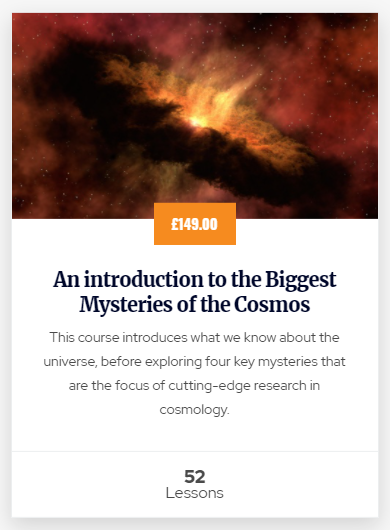 £149.00
An introduction to the Biggest
Mysteries of the Cosmos
This course introduces what we know about the
universe, before exploring four key mysteries that
are the focus of cutting-edge research in
cosmology.
52
Lessons